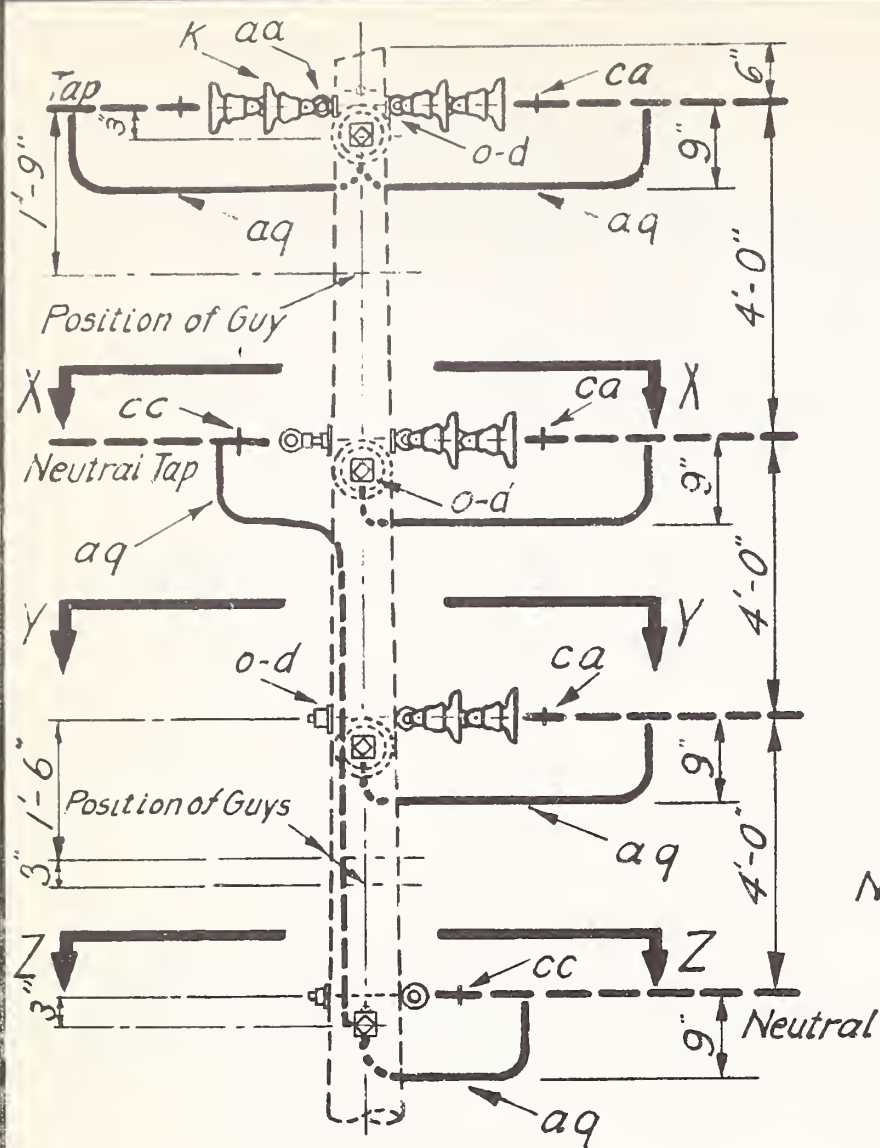 K aa
6"
Tap
ca
3"
o-d
9"
1'-9"
aq
aq
4'-0"
Position of Guy
X
X
cc
ca
Neutral Tap
9"
o-d
aq
4'-0"
Y
Y
o-d
ca
1'-6"
9"
Position of Guys
3"
aq
4'-0"
N
Z
Z
cc
3"
9"
Neutral
aq